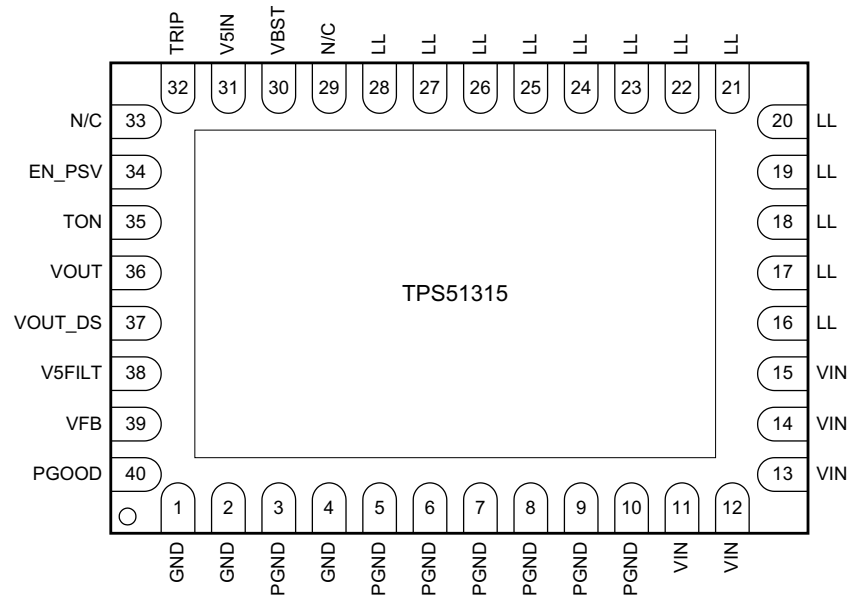 TRIP V5IN VBST N/C LL LL LL LL LL LL LL LL
32 31 30 29 28 27 26 25 24 23 22 21
N/C 33 20 LL
EN_PSV 34 19 LL
TON 35 18 LL
VOUT 36 17 LL
TPS51315
VOUT_DS 37 16 LL
V5FILT 38 15 VIN
VFB 39 14 VIN
PGOOD 40 13 VIN
1 2 3 4 5 6 7 8 9 10 11 12
GND GND PGND GND PGND PGND PGND PGND PGND PGND VIN VIN